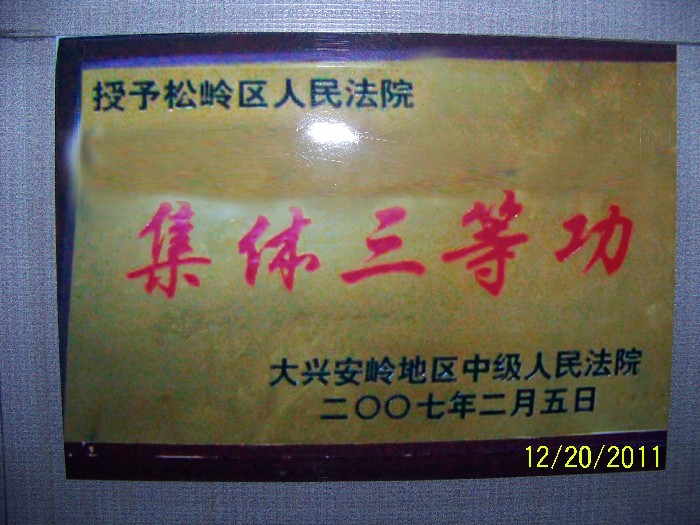 授予松岭区人民法院
集体三等功
大兴安岭地区中级人民法院
二〇〇七年二月五日
12/20/2011